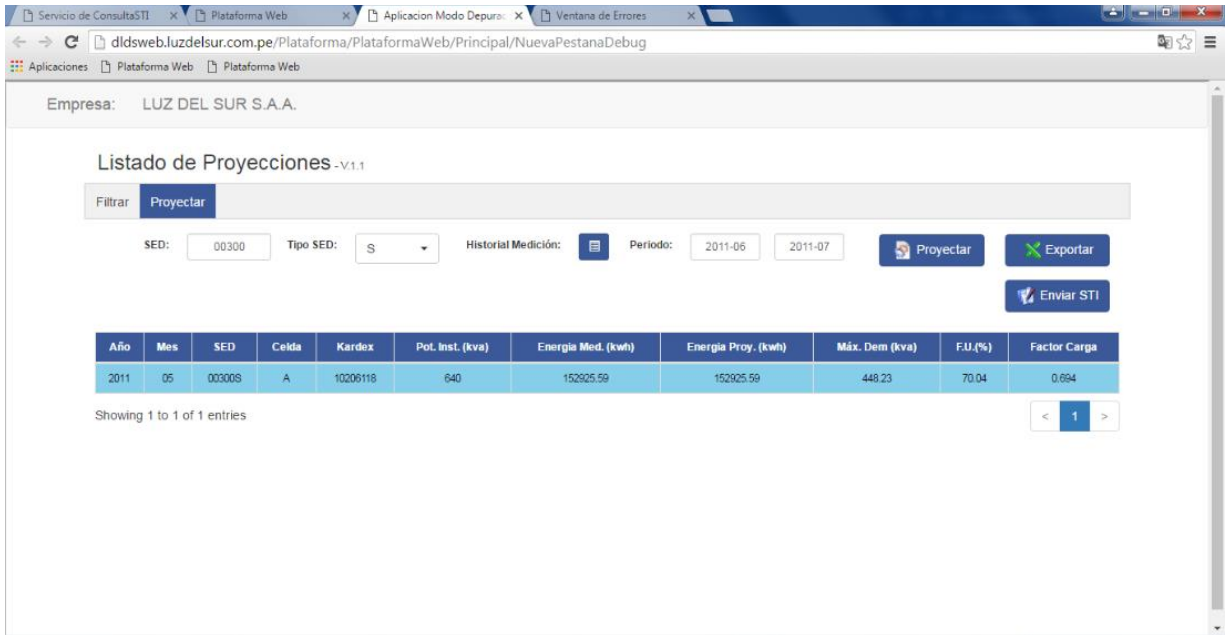 Servicio de ConsultaSTI Plataforma Web Aplicacion Modo Depurac Ventana de Errores
dldsweb.luzdelsur.com.pe/Plataforma/PlataformaWeb/Principal/NuevaPestanaDebug
Aplicaciones Plataforma Web Plataforma Web
Empresa: LUZ DEL SUR S.A.A.
Listado de Proyecciones - V.1.1
Filtrar Proyectar
SED: 00300 Tipo SED: S Historial Medición: Periodo: 2011-06 2011-07 Proyectar Exportar
Enviar STI
Año Mes SED Celda Kardex Pot. Inst. (kva) Energia Med. (kwh) Energia Proy. (kwh) Máx. Dem (kva) F.U.(%) Factor Carga
2011 05 00300S A 10206118 640 152925.59 152925.59 448.23 70.04 0.694
Showing 1 to 1 of 1 entries < 1 >